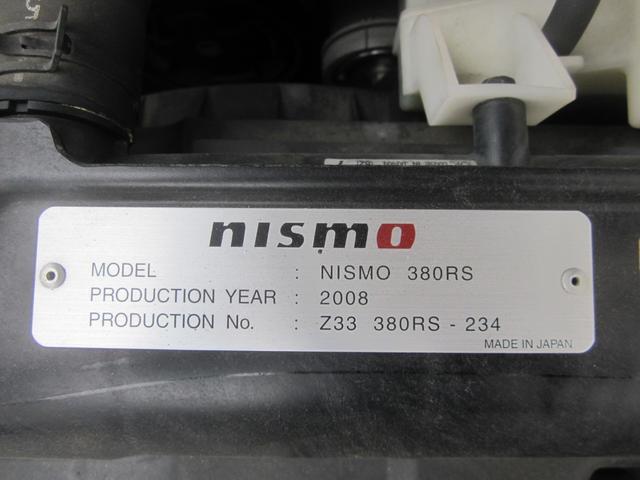 nismo
MODEL : NISMO 380RS
PRODUCTION YEAR : 2008
PRODUCTION No. : Z33 380RS - 234
MADE IN JAPAN